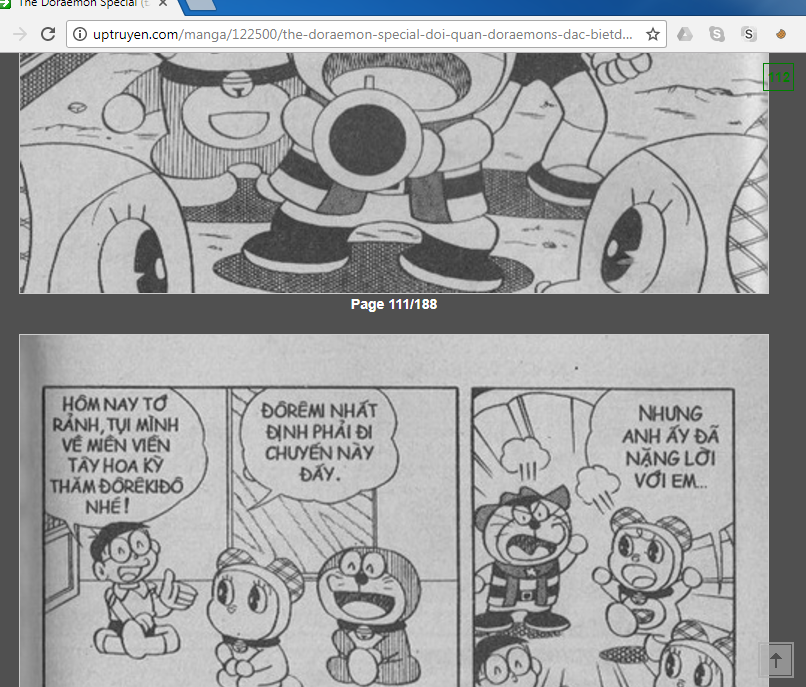 The Doraemon Special (
uptruyen.com/manga/122500/the-doraemon-special-doi-quan-doraemons-dac-bietd...
112
Page 111/188
HÔM NAY TỚ
RẢNH, TỤI MÌNH
VỀ MIỀN VIỄN
TÂY HOA KỲ
THĂM ĐÔRÊKIĐÔ
NHÉ!
ĐÔRÊMI NHẤT
ĐỊNH PHẢI ĐI
CHUYẾN NÀY
ĐẤY.
NHƯNG
ANH ẤY ĐÃ
NẶNG LỜI
VỚI EM...